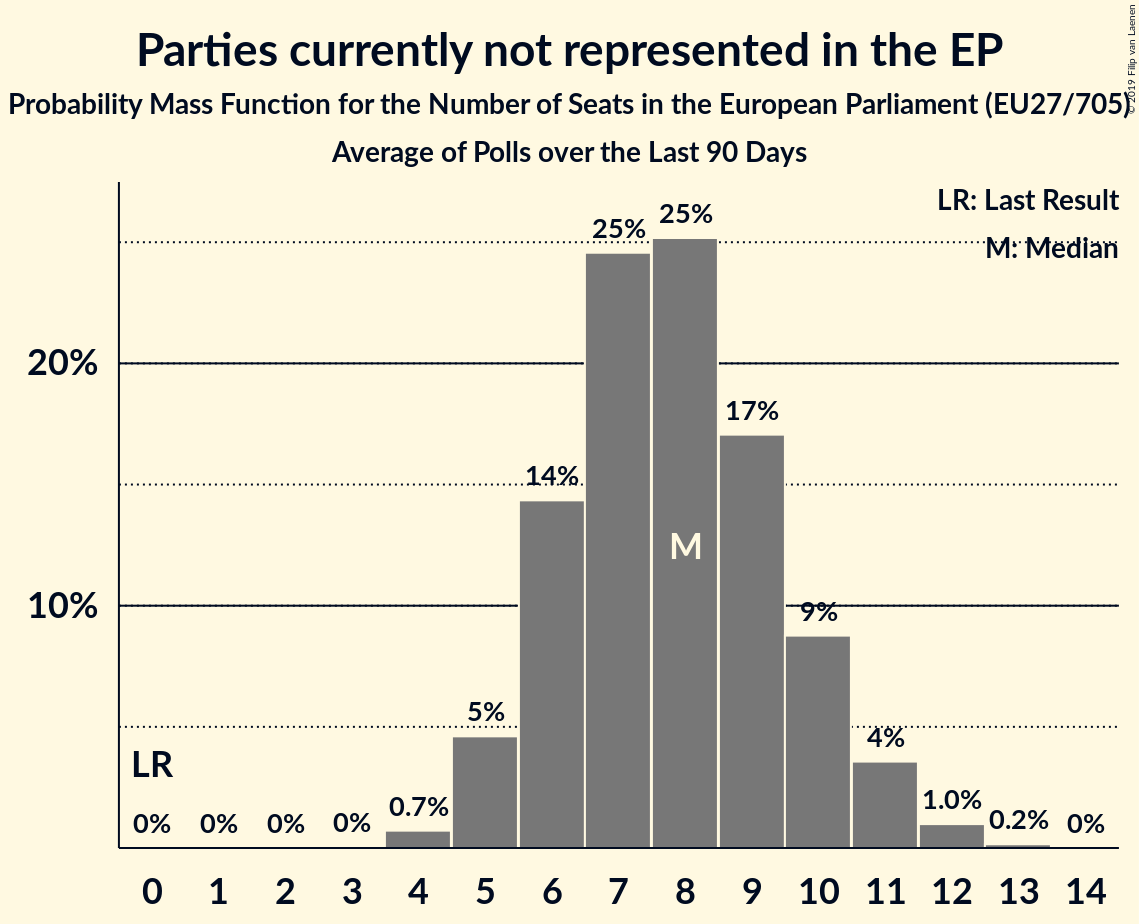 Parties currently not represented in the EP
Probability Mass Function for the Number of Seats in the European Parliament (EU27/705)
Average of Polls over the Last 90 Days
© 2019 Filip van Laenen
LR: Last Result
M: Median
25%
25%
20%
17%
14%
M
10%
9%
5%
4%
LR
0%
0%
0%
0%
0.7%
1.0%
0.2%
0%
0 1 2 3 4 5 6 7 8 9 10 11 12 13 14